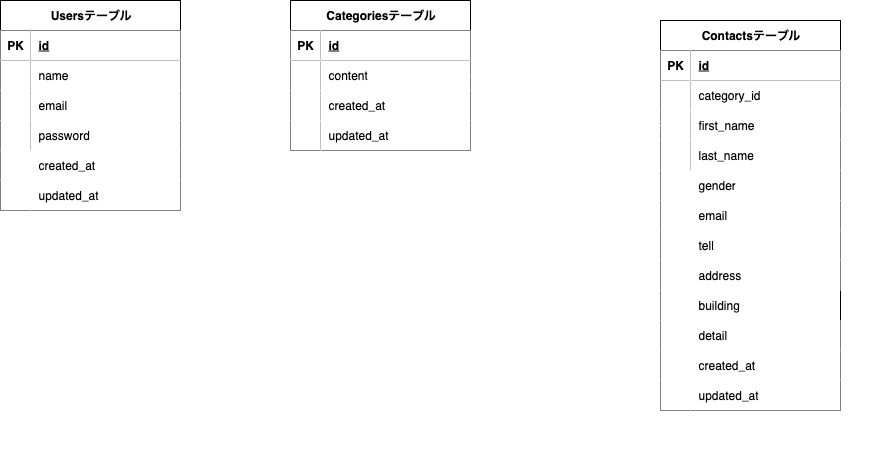 Usersテーブル
PK id
name
email
password
created_at
updated_at
Categoriesテーブル
PK id
content
created_at
updated_at
Contactsテーブル
PK id
category_id
first_name
last_name
gender
email
tell
address
building
detail
created_at
updated_at